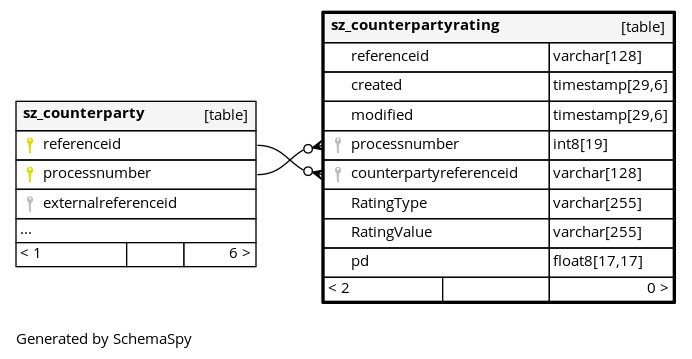 sz_counterparty [table]
referenceid
processnumber
externalreferenceid
...
< 1 6 >
sz_counterpartyrating [table]
referenceid varchar[128]
created timestamp[29,6]
modified timestamp[29,6]
processnumber int8[19]
counterpartyreferenceid varchar[128]
RatingType varchar[255]
RatingValue varchar[255]
pd float8[17,17]
< 2 0 >
Generated by SchemaSpy